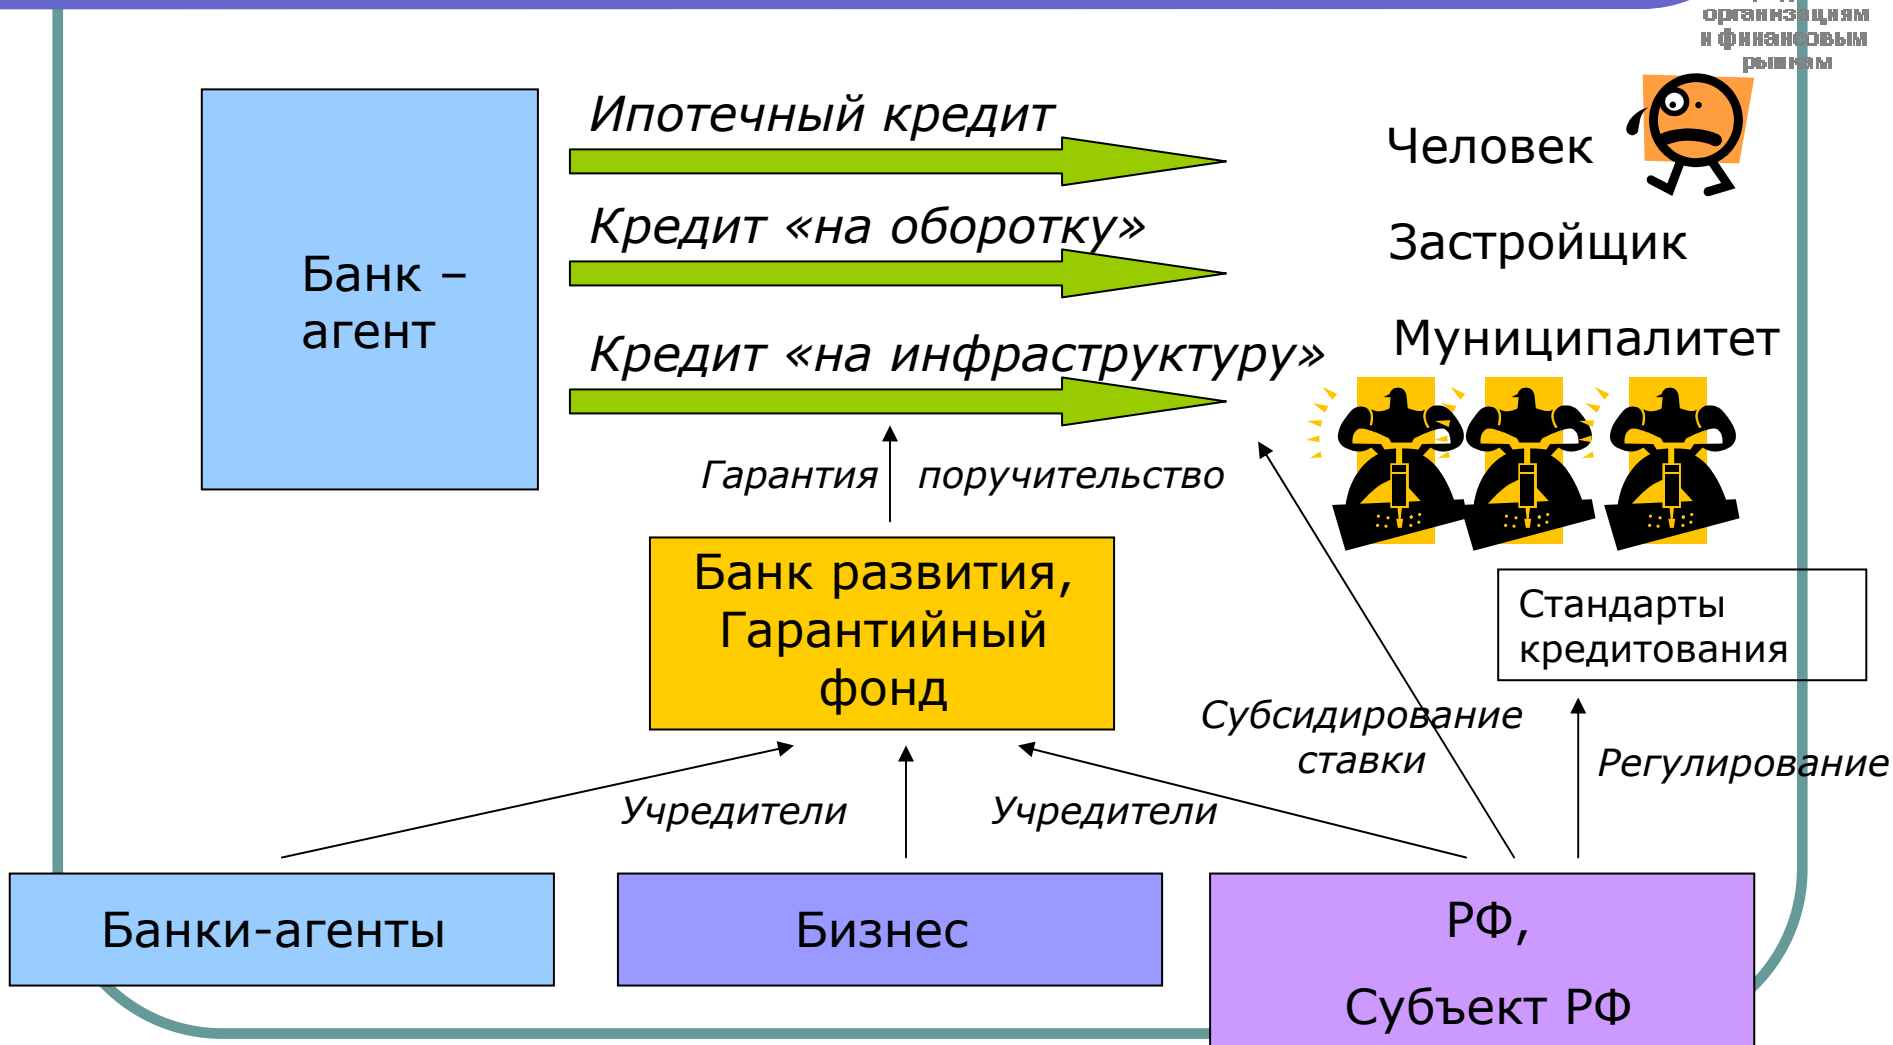 организациям
и финансовым
рынкам
Ипотечный кредит
Человек
Кредит «на оборотку»
Застройщик
Банк –
агент
Муниципалитет
Кредит «на инфраструктуру»
Гарантия
поручительство
Банк развития,
Гарантийный
фонд
Стандарты
кредитования
Субсидирование
ставки
Регулирование
Учредители
Учредители
Банки-агенты
Бизнес
РФ,
Субъект РФ